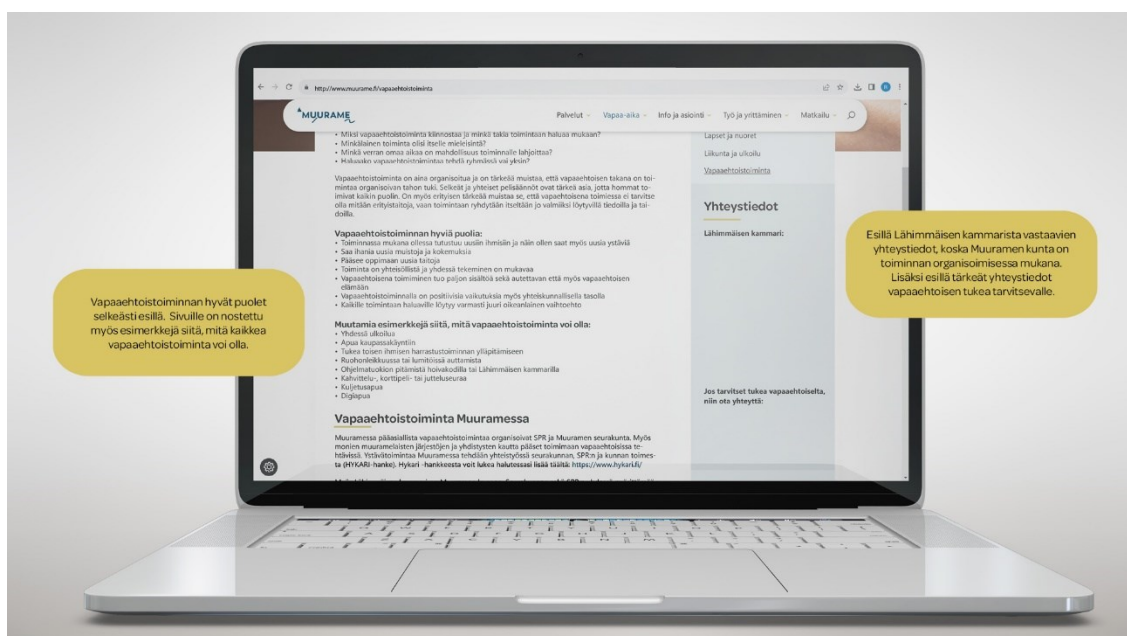 http://www.muurame.fi/vapaaehtoistoiminta
MUURAME
Palvelut
Vapaa-aika
Info ja asiointi
Työ ja yrittäminen
Matkailu
• Miksi vapaaehtoistoiminta kiinnostaa ja minkä takia toimintaan haluaa mukaan?
• Minkälainen toiminta olisi itselle mieleisintä?
• Minkä verran omaa aikaa on mahdollisuus toiminnalle lahjoittaa?
• Haluaako vapaaehtoistoimintaa tehdä ryhmässä vai yksin?
Vapaaehtoistoiminta on aina organisoitua ja on tärkeää muistaa, että vapaaehtoisen takana on toi-
mintaa organisoivan tahon tuki. Selkeät ja yhteiset pelisäännöt ovat tärkeä asia, jotta hommat to-
imivat kaikin puolin. On myös erityisen tärkeää muistaa se, että vapaaehtoisena toimiessa ei tarvitse
olla mitään erityistaitoja, vaan toimintaan ryhdytään itseltään jo valmiiksi löytyvillä tiedoilla ja tai-
doilla.
Vapaaehtoistoiminnan hyviä puolia:
• Toiminnassa mukana ollessa tutustuu uusiin ihmisiin ja näin ollen saat myös uusia ystäviä
• Saa ihania uusia muistoja ja kokemuksia
• Pääsee oppimaan uusia taitoja
• Toiminta on yhteisöllistä ja yhdessä tekeminen on mukavaa
• Vapaaehtoisena toimiminen tuo paljon sisältöä sekä autettavan että myös vapaaehtoisen
elämään
• Vapaaehtoistoiminnalla on positiivisia vaikutuksia myös yhteiskunnallisella tasolla
• Kaikille toimintaan haluaville löytyy varmasti juuri oikeanlainen vaihtoehto
Muutamia esimerkkejä siitä, mitä vapaaehtoistoiminta voi olla:
• Yhdessä ulkoilua
• Apua kaupassakäyntiin
• Tukea toisen ihmisen harrastustoiminnan ylläpitämiseen
• Ruohonleikkuussa tai lumitöissä auttamista
• Ohjelmatuokion pitämistä hoivakodilla tai Lähimmäisen kammarilla
• Kahvittelu-, korttipeli- tai jutteluseuraa
• Kuljetusapua
• Digiapua
Vapaaehtoistoiminta Muuramessa
Muuramessa pääasiallista vapaaehtoistoimintaa organisoivat SPR ja Muuramen seurakunta. Myös
monien muuramelaisten järjestöjen ja yhdistysten kautta pääset toimimaan vapaaehtoisissa te-
htävissä. Ystävätoimintaa Muuramessa tehdään yhteistyössä seurakunnan, SPR:n ja kunnan toimes-
ta (HYKARI-hanke). Hykari -hankkeesta voit lukea halutessasi lisää täältä: https://www.hykari.fi/
Lapset ja nuoret
Liikunta ja ulkoilu
Vapaaehtoistoiminta
Yhteystiedot
Lähimmäisen kammari:
Jos tarvitset tukea vapaaehtoiselta,
niin ota yhteyttä:
Vapaaehtoistoiminnan hyvät puolet
selkeästi esillä. Sivuille on nostettu
myös esimerkkejä siitä, mitä kaikkea
vapaaehtoistoiminta voi olla.
Esillä Lähimmäisen kammarista vastaavien
yhteystiedot, koska Muuramen kunta on
toiminnan organisoimisessa mukana.
Lisäksi esillä tärkeät yhteystiedot
vapaaehtoisen tukea tarvitsevalle.